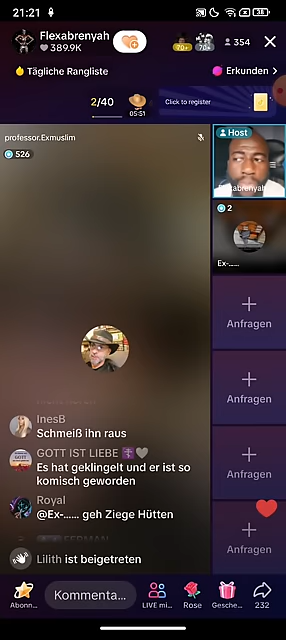 21:21
38
Flexabrenyah
389.9K
70+
70+
354
Tägliche Rangliste
Erkunden >
2/40
05:51
Click to register
professor.Exmuslim
526
Host
Flexabrenyah
2
Ex-......
Anfragen
Anfragen
Anfragen
Anfragen
InesB
Schmeiß ihn raus
GOTT IST LIEBE
Es hat geklingelt und er ist so
komisch geworden
Royal
@Ex-...... geh Ziege Hütten
Lilith ist beigetreten
Abonn...
Kommenta...
LIVE mi...
Rose
Gesche...
232